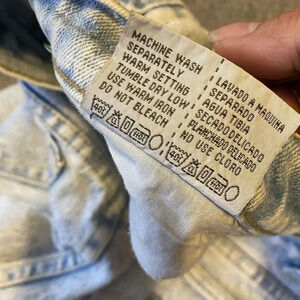 MACHINE WASH
SEPARATELY
WARM SETTING
TUMBLE DRY LOW
USE WARM IRON
DO NOT BLEACH
LAVADO A MAQUINA
SEPARADO
AGUA TBIA
SECADO DELICADO
PLANCHADO DELICADO
NO USE CLORO